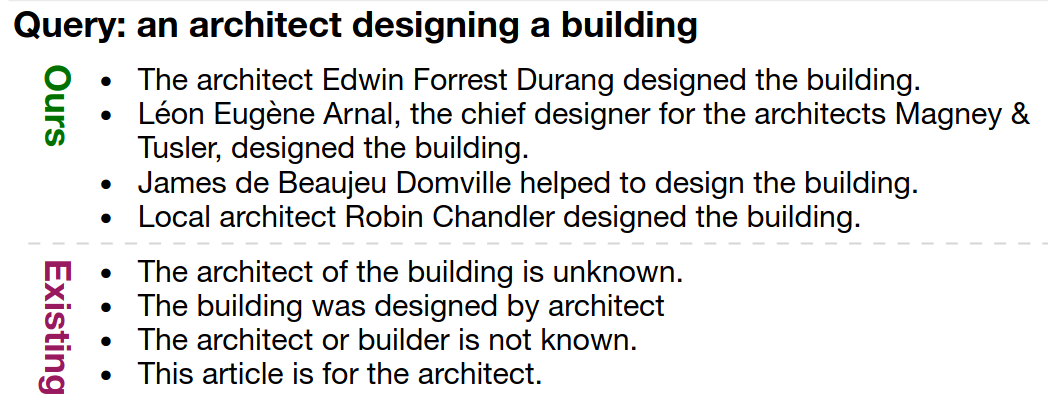 Query: an architect designing a building
Ours
• The architect Edwin Forrest Durang designed the building.
• Léon Eugène Arnal, the chief designer for the architects Magney &
Tusler, designed the building.
• James de Beaujeu Domville helped to design the building.
• Local architect Robin Chandler designed the building.
Existing
• The architect of the building is unknown.
• The building was designed by architect
• The architect or builder is not known.
• This article is for the architect.